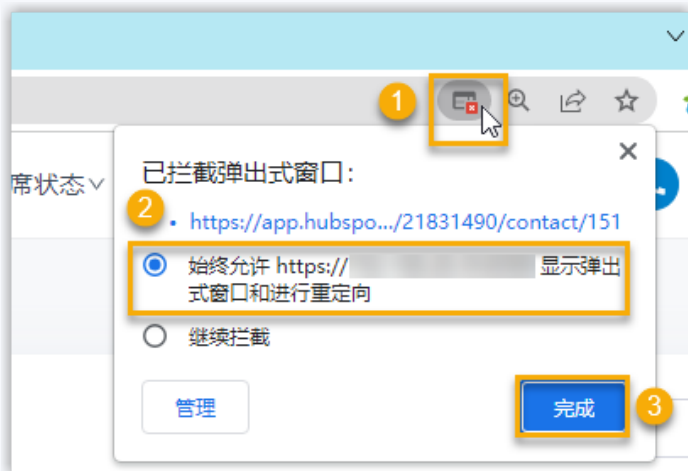 1
席状态
已拦截弹出式窗口：
2
• https://app.hubspo.../21831490/contact/151
始终允许 https:// 显示弹出
式窗口和进行重定向
继续拦截
管理
完成
3